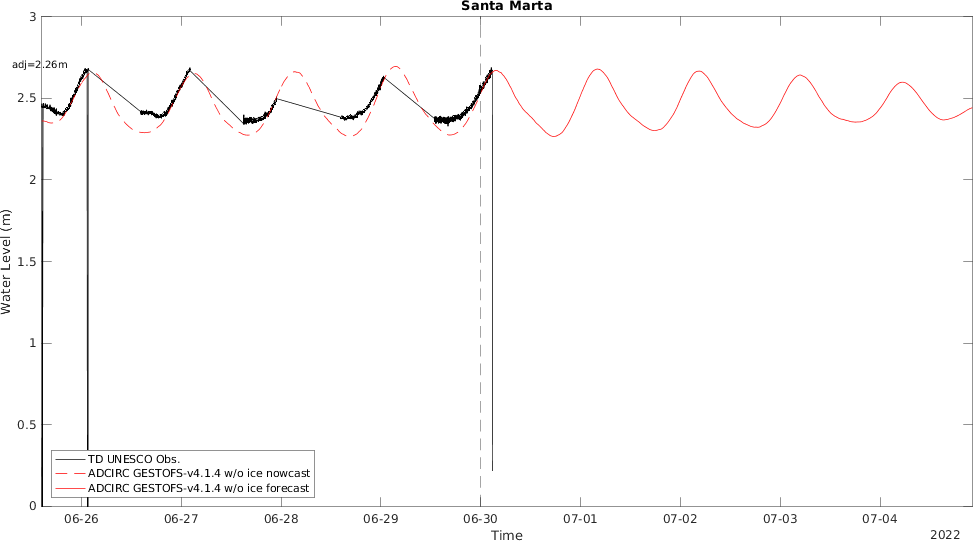 Santa Marta
3
adj=2.26m
2.5
2
1.5
1
0.5
0
Water Level (m)
TD UNESCO Obs.
ADCIRC GESTOFS-v4.1.4 w/o ice nowcast
ADCIRC GESTOFS-v4.1.4 w/o ice forecast
06-26 06-27 06-28 06-29 06-30 07-01 07-02 07-03 07-04
Time
2022